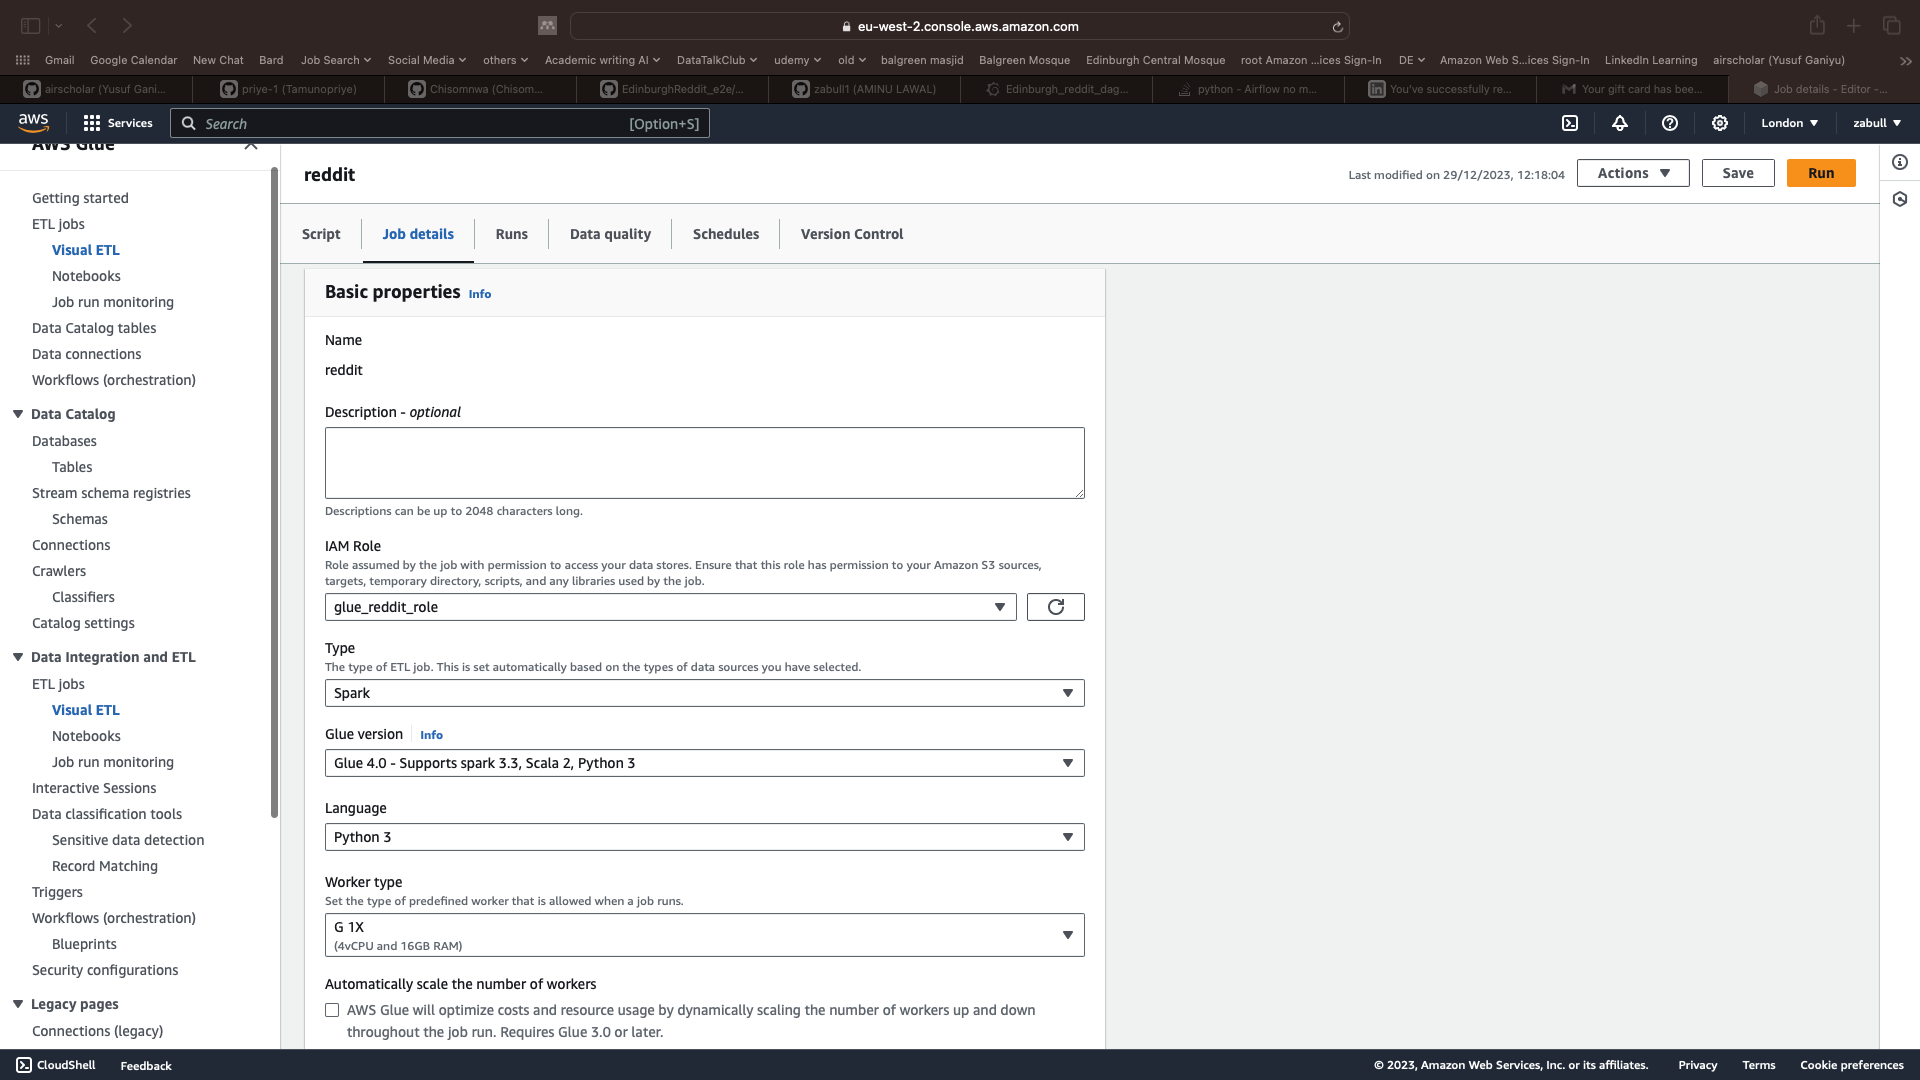 eu-west-2.console.aws.amazon.com
Gmail Google Calendar New Chat Bard Job Search Social Media others Academic writing AI DataTalkClub udemy old balgreen masjid Balgreen Mosque Edinburgh Central Mosque root Amazon ...ices Sign-In DE Amazon Web S...ices Sign-In LinkedIn Learning airscholar (Yusuf Ganiyu)
airscholar (Yusuf Gani... priye-1 (Tamunopriye) Chisomnwa (Chisom... EdinburghReddit_e2e/... zabull1 (AMINU LAWAL) Edinburgh_reddit_dag... python - Airflow no m... You've successfully re... Your gift card has bee... Job details - Editor -...
aws Services Search [Option+S] London zabull
AWS Glue
Getting started
ETL jobs
Visual ETL
Notebooks
Job run monitoring
Data Catalog tables
Data connections
Workflows (orchestration)
Data Catalog
Databases
Tables
Stream schema registries
Schemas
Connections
Crawlers
Classifiers
Catalog settings
Data Integration and ETL
ETL jobs
Visual ETL
Notebooks
Job run monitoring
Interactive Sessions
Data classification tools
Sensitive data detection
Record Matching
Triggers
Workflows (orchestration)
Blueprints
Security configurations
Legacy pages
Connections (legacy)
reddit Last modified on 29/12/2023, 12:18:04 Actions Save Run
Script Job details Runs Data quality Schedules Version Control
Basic properties Info
Name
reddit
Description - optional
Descriptions can be up to 2048 characters long.
IAM Role
Role assumed by the job with permission to access your data stores. Ensure that this role has permission to your Amazon S3 sources,
targets, temporary directory, scripts, and any libraries used by the job.
glue_reddit_role
Type
The type of ETL job. This is set automatically based on the types of data sources you have selected.
Spark
Glue version Info
Glue 4.0 - Supports spark 3.3, Scala 2, Python 3
Language
Python 3
Worker type
Set the type of predefined worker that is allowed when a job runs.
G 1X
(4vCPU and 16GB RAM)
Automatically scale the number of workers
AWS Glue will optimize costs and resource usage by dynamically scaling the number of workers up and down
throughout the job run. Requires Glue 3.0 or later.
CloudShell Feedback © 2023, Amazon Web Services, Inc. or its affiliates. Privacy Terms Cookie preferences